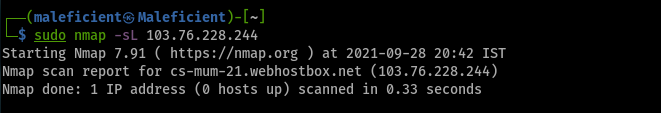 ┌──(maleficient㉿Maleficient)-[~]
└─$ sudo nmap -sL 103.76.228.244
Starting Nmap 7.91 ( https://nmap.org ) at 2021-09-28 20:42 IST
Nmap scan report for cs-mum-21.webhostbox.net (103.76.228.244)
Nmap done: 1 IP address (0 hosts up) scanned in 0.33 seconds